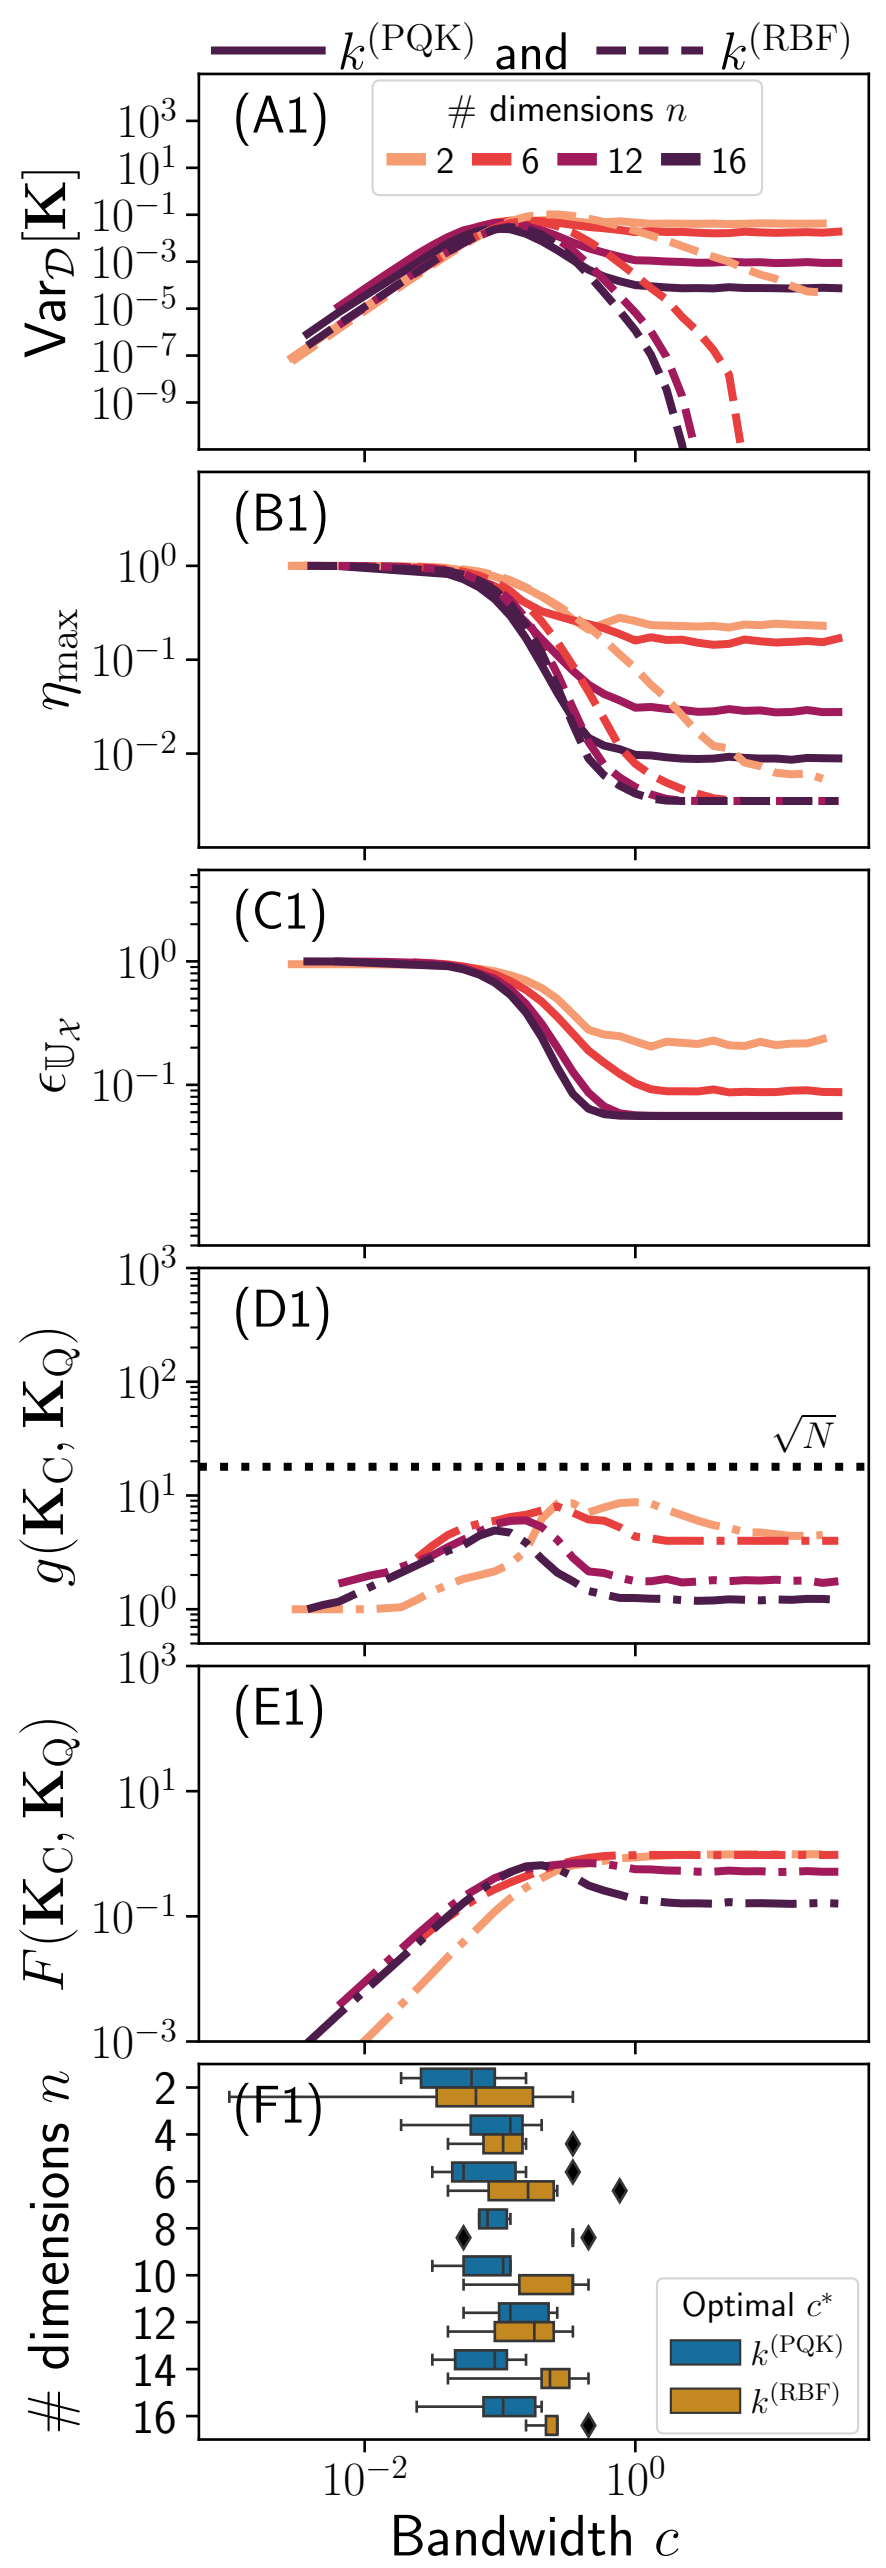 k^(PQK) and k^(RBF)
(A1)
# dimensions n
2 6 12 16
Var_𝒟[K]
10^3
10^1
10^−1
10^−3
10^−5
10^−7
10^−9
(B1)
η_max
10^0
10^−1
10^−2
(C1)
ϵ_𝕌_𝒳
10^0
10^−1
(D1)
g(K_C, K_Q)
10^3
10^2
10^1
10^0
√N
(E1)
F(K_C, K_Q)
10^3
10^1
10^−1
10^−3
(F1)
# dimensions n
2
4
6
8
10
12
14
16
Optimal c*
k^(PQK)
k^(RBF)
10^−2 10^0
Bandwidth c